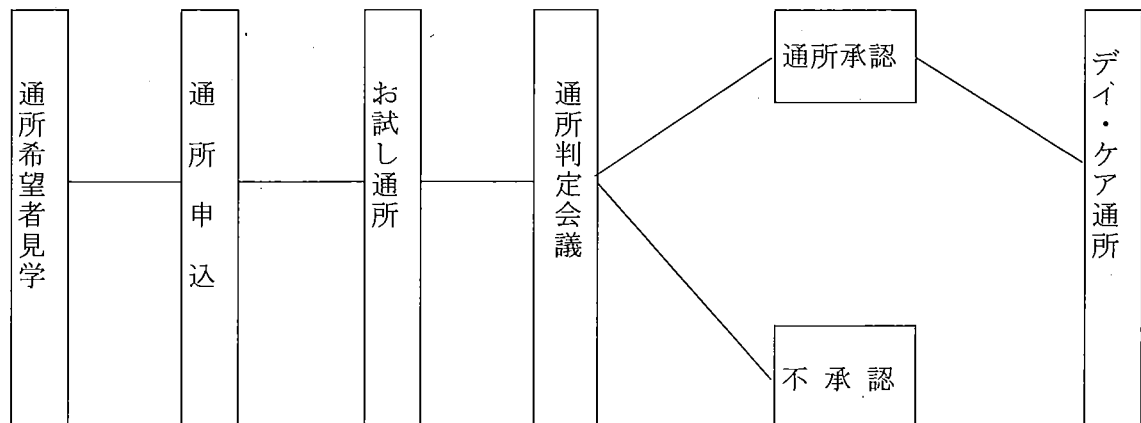 通所希望者見学
通所申込
お試し通所
通所判定会議
通所承認
不承認
デイ・ケア通所